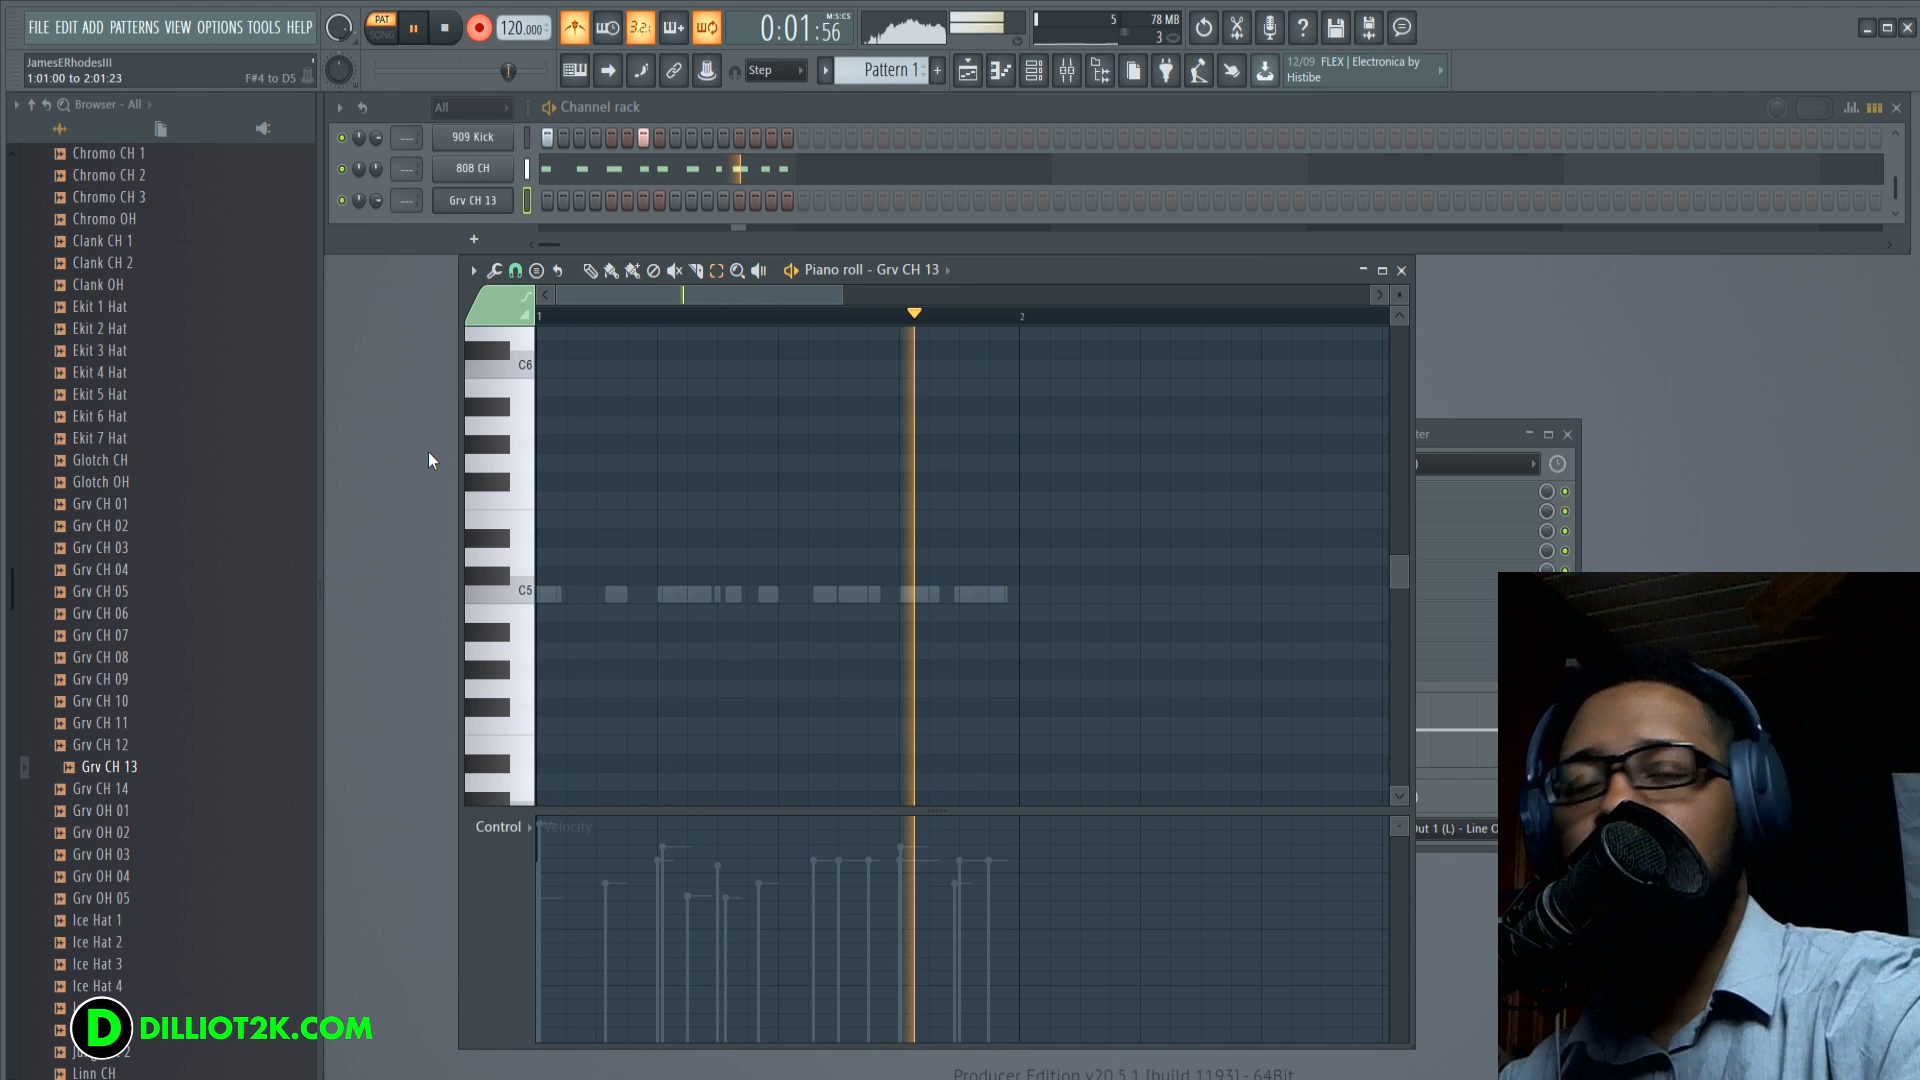 FILE EDIT ADD PATTERNS VIEW OPTIONS TOOLS HELP
PAT
SONG
120.000
3.2.
0:01:56
M:S:CS
5
78 MB
3
JamesERhodesIII
1:01:00 to 2:01:23
F#4 to D5
Step
Pattern 1
12/09 FLEX | Electronica by
Histibe
Browser - All
All
Channel rack
909 Kick
808 CH
Grv CH 13
Chromo CH 1
Chromo CH 2
Chromo CH 3
Chromo OH
Clank CH 1
Clank CH 2
Clank OH
Ekit 1 Hat
Ekit 2 Hat
Ekit 3 Hat
Ekit 4 Hat
Ekit 5 Hat
Ekit 6 Hat
Ekit 7 Hat
Glotch CH
Glotch OH
Grv CH 01
Grv CH 02
Grv CH 03
Grv CH 04
Grv CH 05
Grv CH 06
Grv CH 07
Grv CH 08
Grv CH 09
Grv CH 10
Grv CH 11
Grv CH 12
Grv CH 13
Grv CH 14
Grv OH 01
Grv OH 02
Grv OH 03
Grv OH 04
Grv OH 05
Ice Hat 1
Ice Hat 2
Ice Hat 3
Ice Hat 4
Linn CH
Piano roll - Grv CH 13
1
2
C6
C5
Control
Velocity
ter
out 1 (L) - Line O
D DILLIOT2K.COM
Producer Edition v20.5.1 [build 1193] - 64Bit